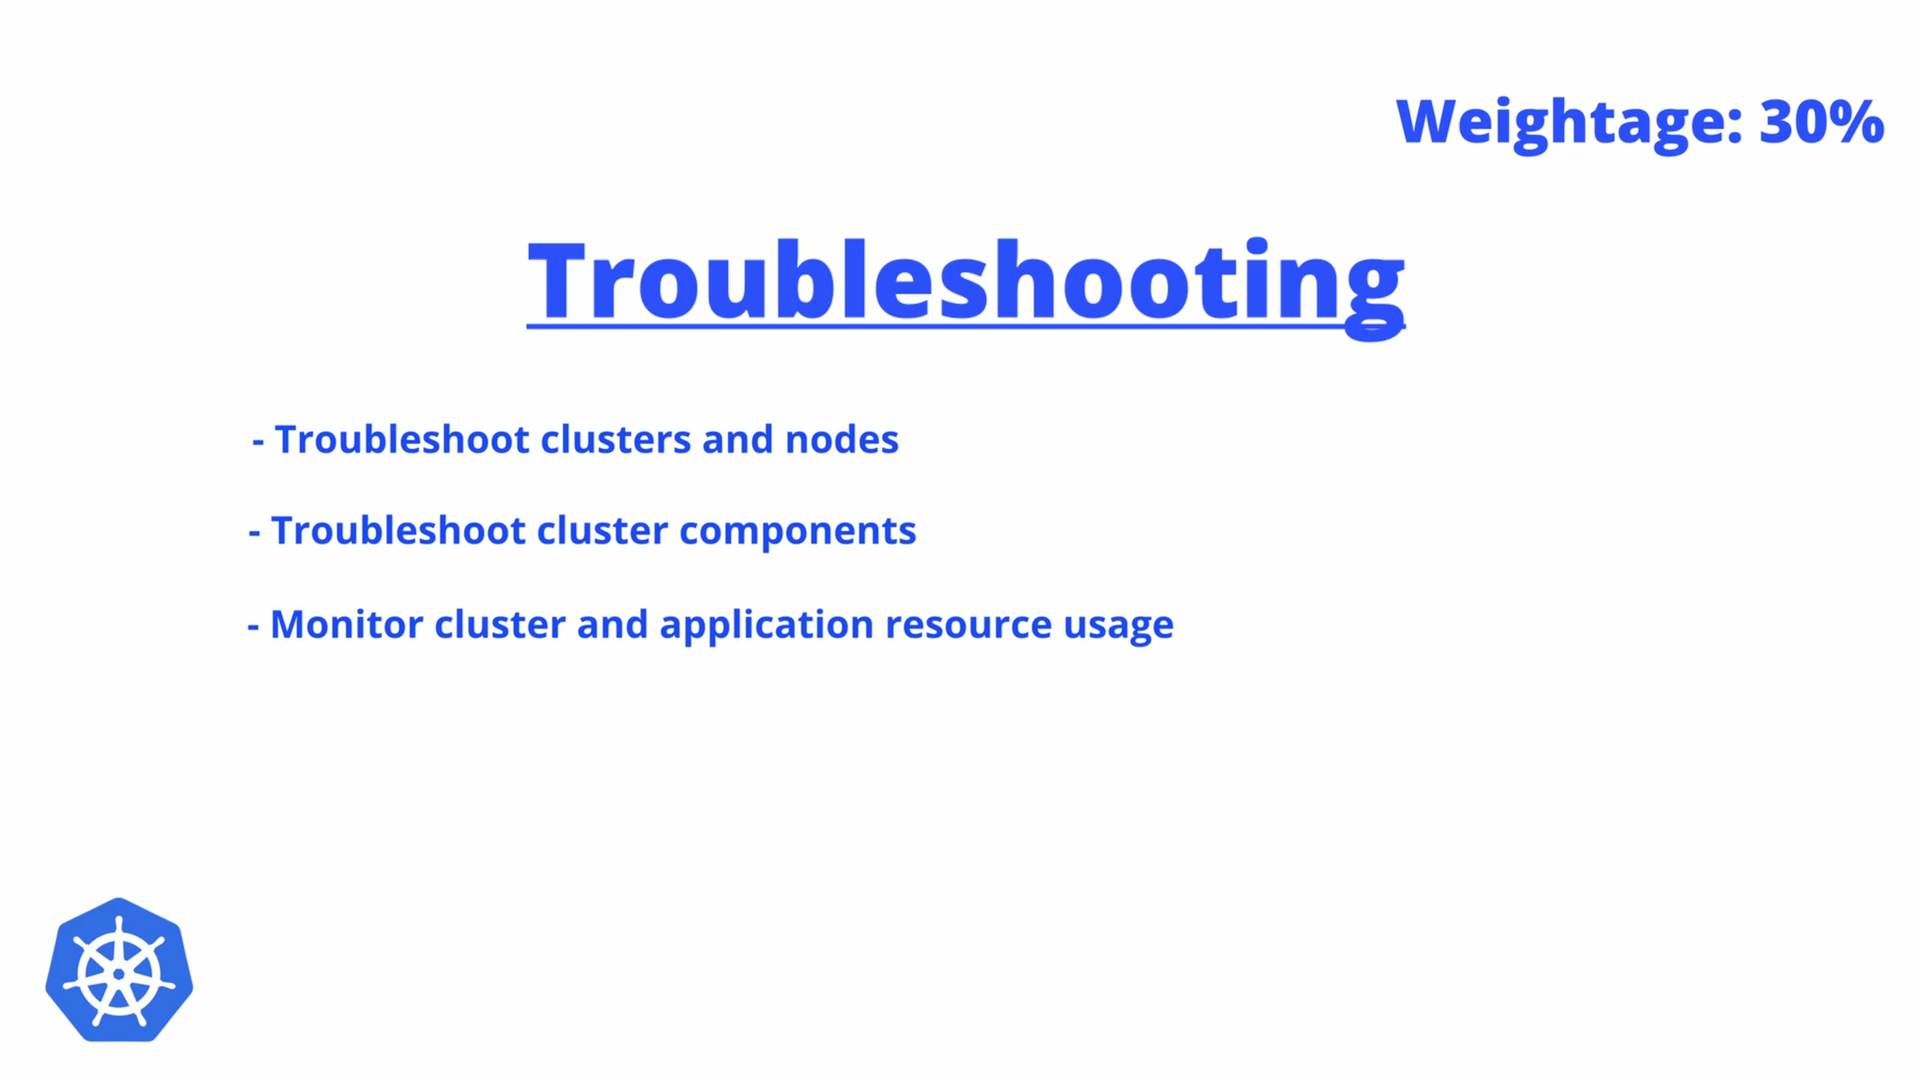 Weightage: 30%
Troubleshooting
- Troubleshoot clusters and nodes
- Troubleshoot cluster components
- Monitor cluster and application resource usage